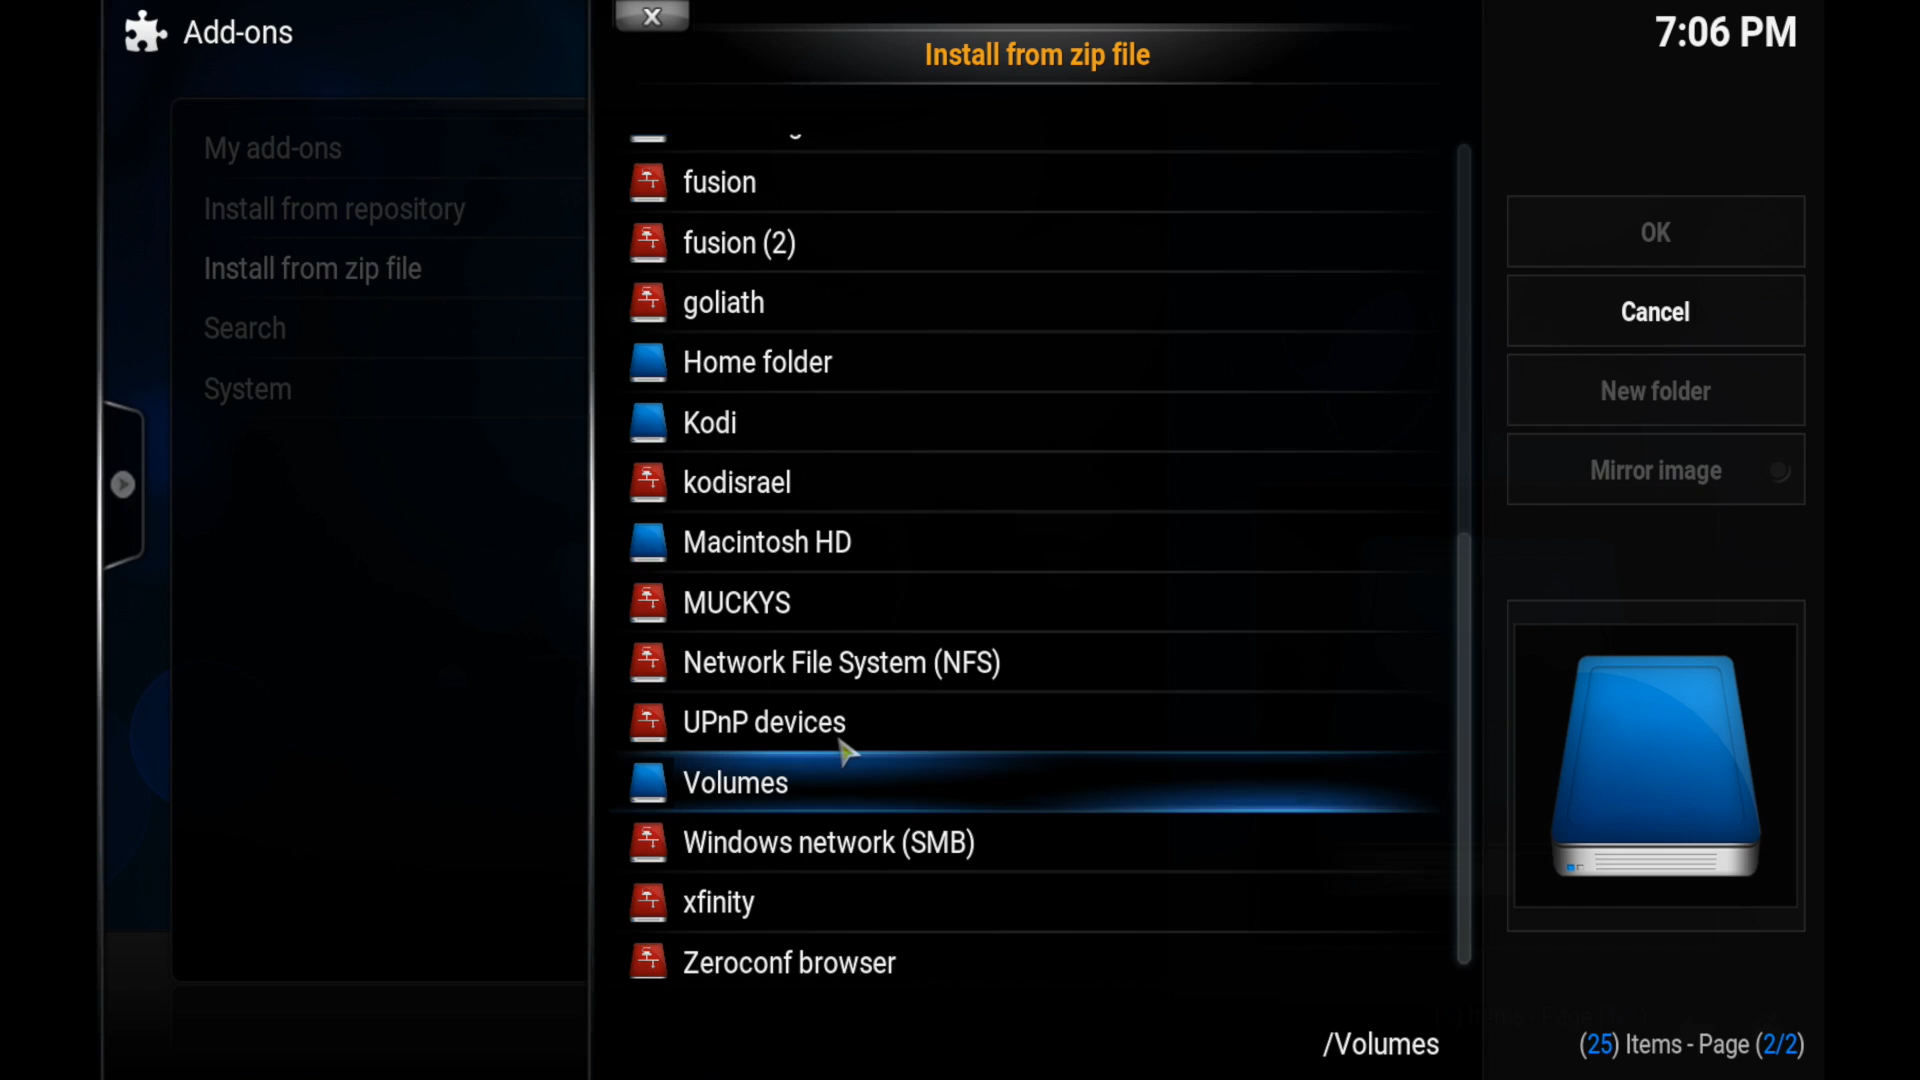 Add-ons
My add-ons
Install from repository
Install from zip file
Search
System
X
Install from zip file
fusion
fusion (2)
goliath
Home folder
Kodi
kodisrael
Macintosh HD
MUCKYS
Network File System (NFS)
UPnP devices
Volumes
Windows network (SMB)
xfinity
Zeroconf browser
/Volumes
7:06 PM
OK
Cancel
New folder
Mirror image
(25) Items - Page (2/2)